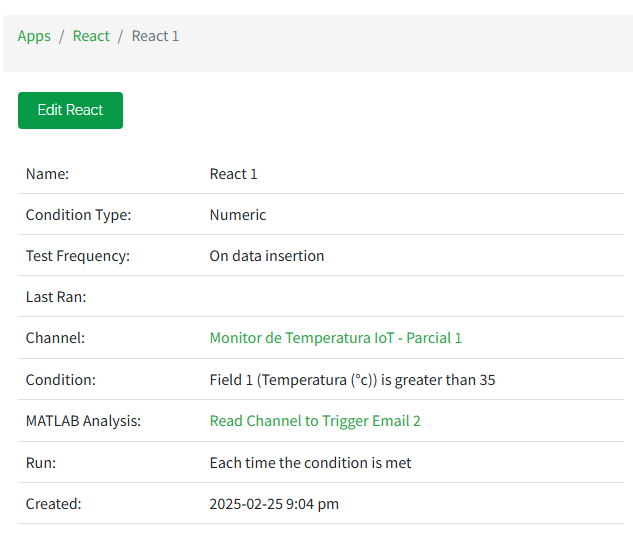 Apps / React / React 1
Edit React
Name: React 1
Condition Type: Numeric
Test Frequency: On data insertion
Last Ran:
Channel: Monitor de Temperatura IoT - Parcial 1
Condition: Field 1 (Temperatura (°c)) is greater than 35
MATLAB Analysis: Read Channel to Trigger Email 2
Run: Each time the condition is met
Created: 2025-02-25 9:04 pm